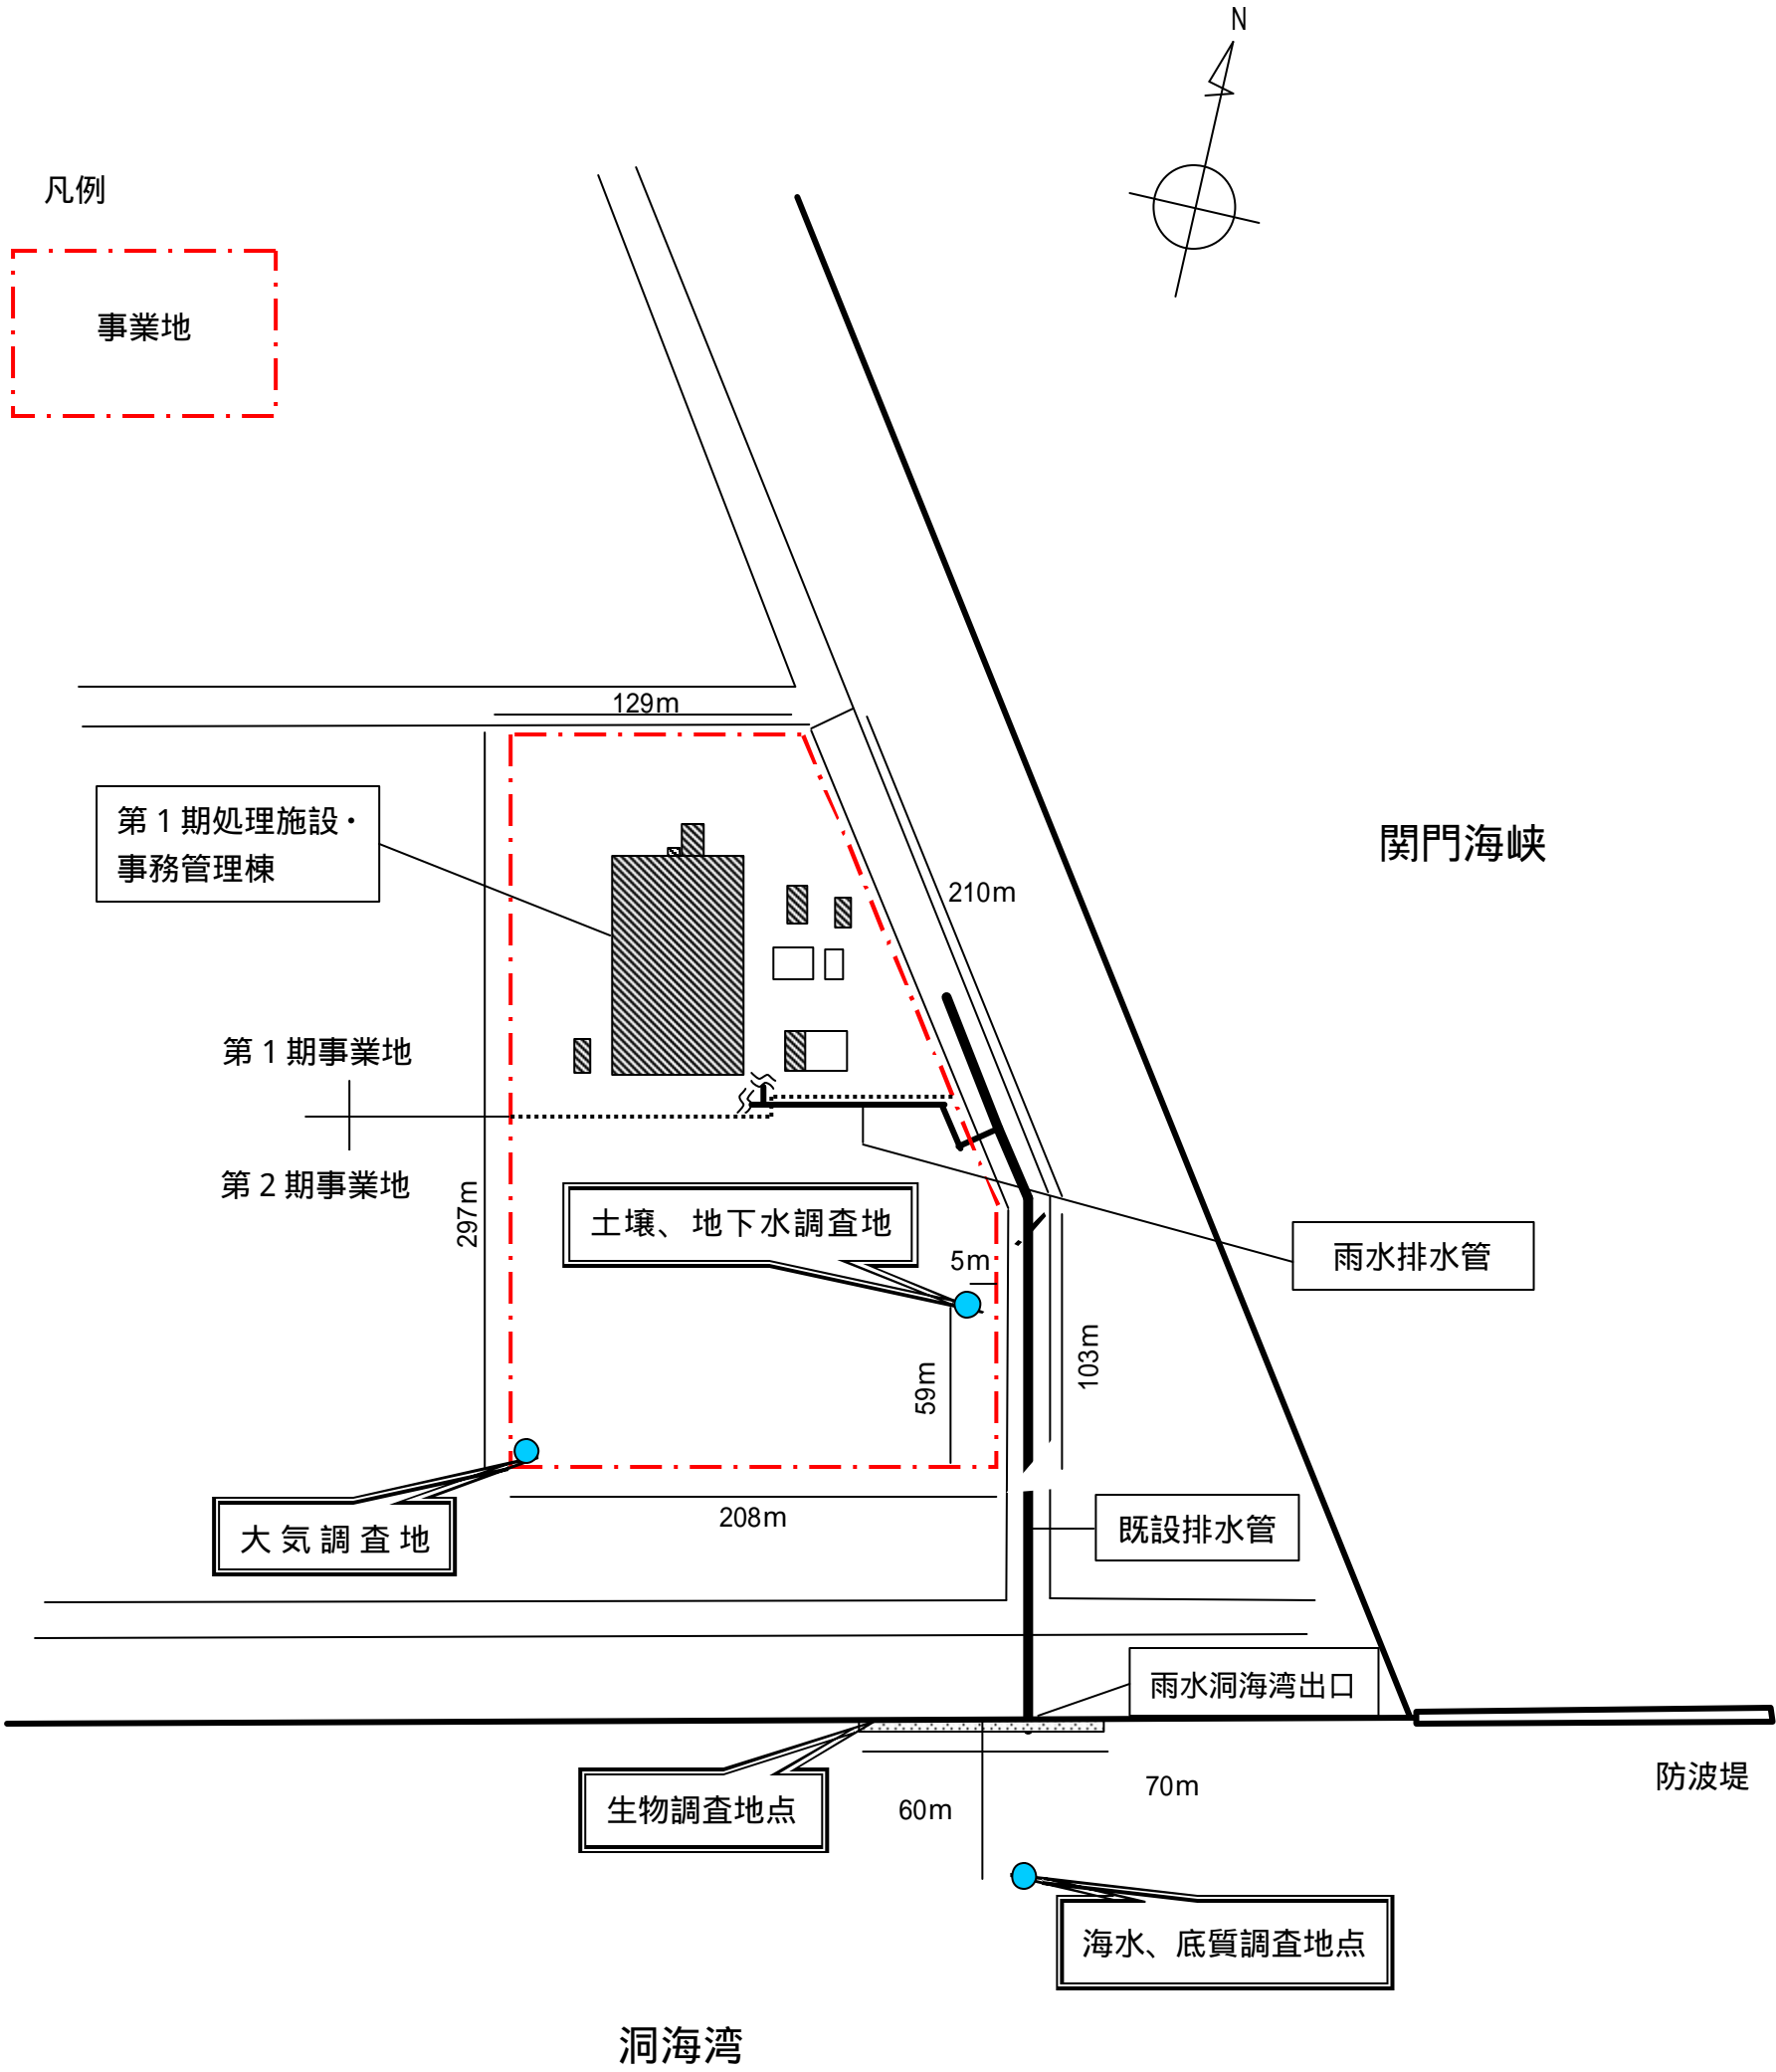 N
凡例
事業地
129m
第1期処理施設・
事務管理棟
関門海峡
210m
第1期事業地
第2期事業地
297m
土壌、地下水調査地
5m
雨水排水管
59m
103m
208m
大気調査地
既設排水管
雨水洞海湾出口
防波堤
70m
60m
生物調査地点
海水、底質調査地点
洞海湾